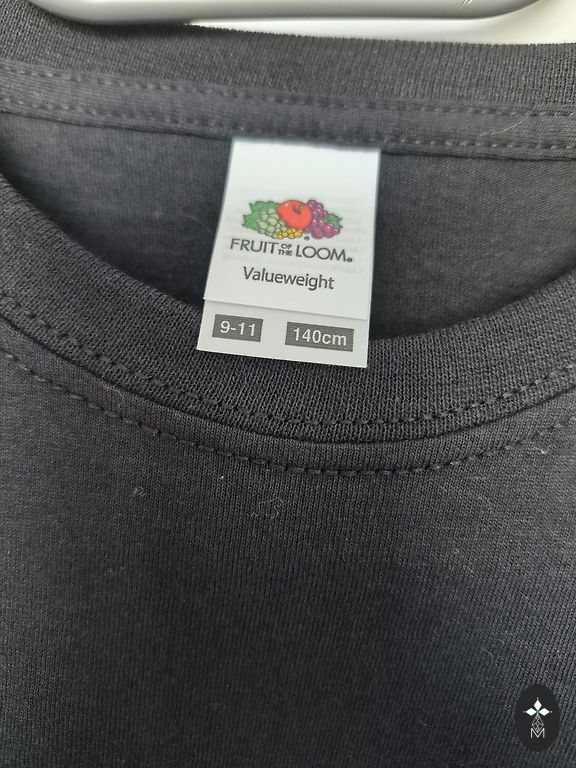 FRUIT OF THE LOOM®
Valueweight
9-11 140cm
M